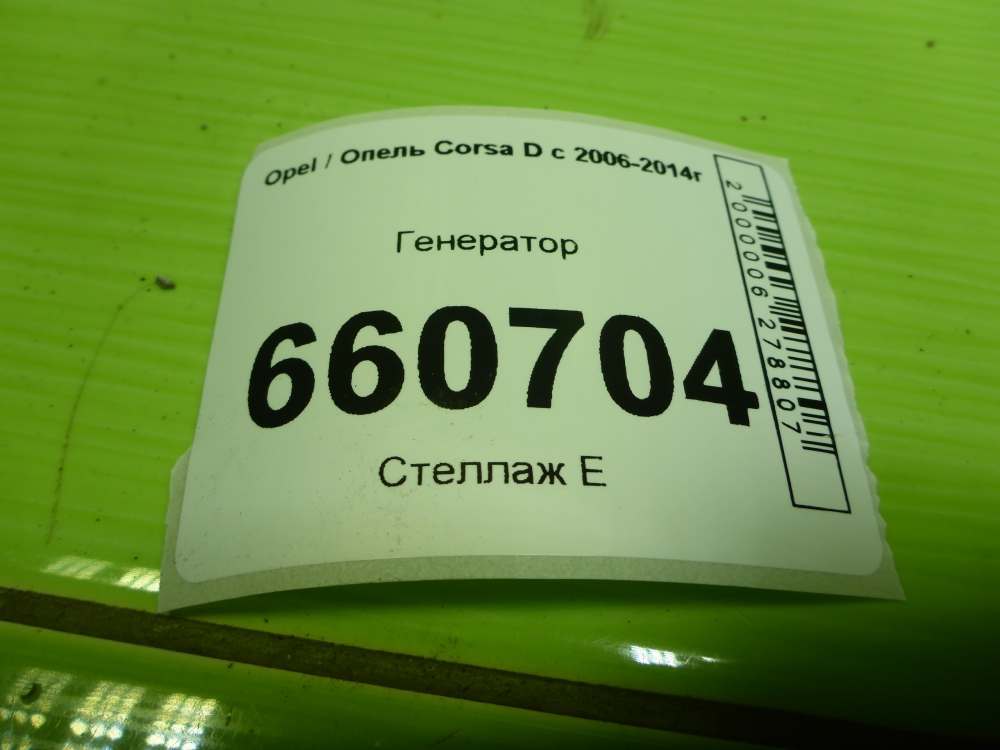 Opel / Опель Corsa D с 2006-2014г
Генератор
660704
Стеллаж Е
2000006278807